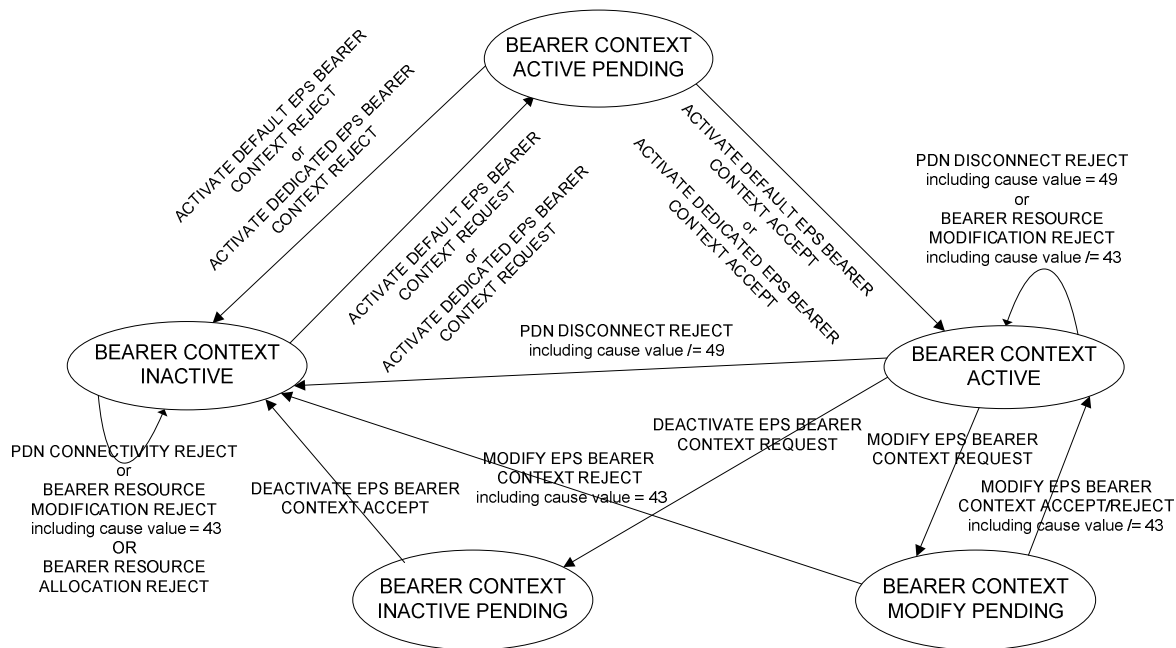 BEARER CONTEXT
ACTIVE PENDING
ACTIVATE DEFAULT EPS BEARER
CONTEXT REJECT
or
ACTIVATE DEDICATED EPS BEARER
CONTEXT REJECT
ACTIVATE DEFAULT EPS BEARER
CONTEXT REQUEST
or
ACTIVATE DEDICATED EPS BEARER
CONTEXT REQUEST
ACTIVATE DEFAULT EPS BEARER
CONTEXT ACCEPT
or
ACTIVATE DEDICATED EPS BEARER
CONTEXT ACCEPT
PDN DISCONNECT REJECT
including cause value = 49
or
BEARER RESOURCE
MODIFICATION REJECT
including cause value /= 43
PDN DISCONNECT REJECT
including cause value /= 49
BEARER CONTEXT
INACTIVE
BEARER CONTEXT
ACTIVE
PDN CONNECTIVITY REJECT
or
BEARER RESOURCE
MODIFICATION REJECT
including cause value = 43
OR
BEARER RESOURCE
ALLOCATION REJECT
DEACTIVATE EPS BEARER
CONTEXT ACCEPT
MODIFY EPS BEARER
CONTEXT REJECT
including cause value = 43
DEACTIVATE EPS BEARER
CONTEXT REQUEST
MODIFY EPS BEARER
CONTEXT REQUEST
MODIFY EPS BEARER
CONTEXT ACCEPT/REJECT
including cause value /= 43
BEARER CONTEXT
INACTIVE PENDING
BEARER CONTEXT
MODIFY PENDING